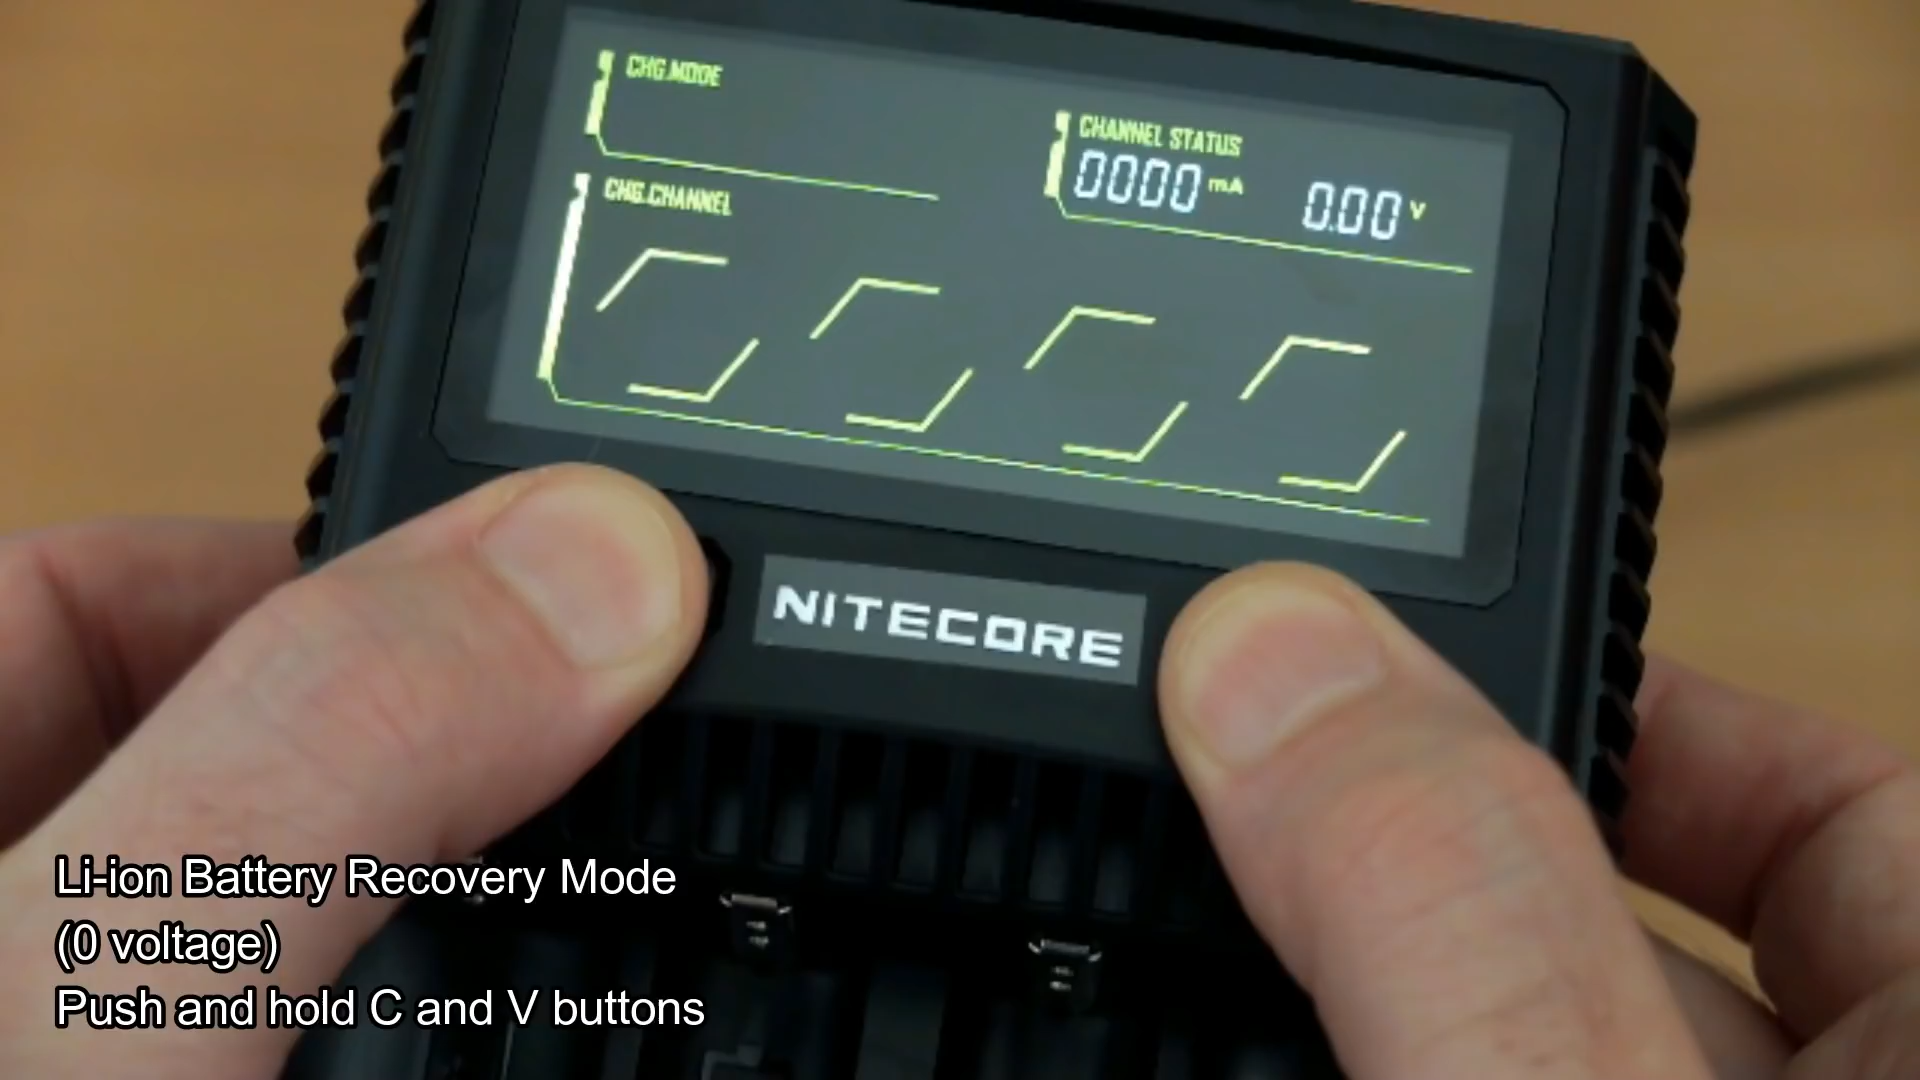 CHG.MODE
CHANNEL STATUS
0000 mA 0.00 V
CHG.CHANNEL
NITECORE
Li-ion Battery Recovery Mode
(0 voltage)
Push and hold C and V buttons